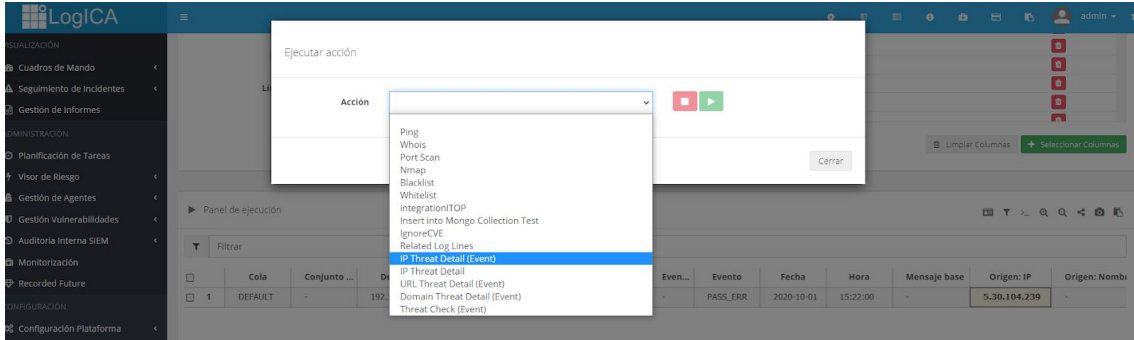 LogICA
admin
VISUALIZACIÓN
Cuadros de Mando
Seguimiento de Incidentes
Gestión de Informes
ADMINISTRACIÓN
Planificación de Tareas
Visor de Riesgo
Gestión de Agentes
Gestión Vulnerabilidades
Auditoria Interna SIEM
Monitorización
Recorded Future
CONFIGURACIÓN
Configuración Plataforma
Ejecutar acción
Acción
Ping
Whois
Port Scan
Nmap
Blacklist
Whitelist
integrationITOP
Insert into Mongo Collection Test
IgnoreCVE
Related Log Lines
IP Threat Detail (Event)
IP Threat Detail
URL Threat Detail (Event)
Domain Threat Detail (Event)
Threat Check (Event)
Cerrar
Limpiar Columnas
Seleccionar Columnas
Panel de ejecución
Filtrar
Cola Conjunto ... Even... Evento Fecha Hora Mensaje base Origen: IP Origen: Nomb
1 DEFAULT - 192. - PASS_ERR 2020-10-01 15:22:00 - 5.30.104.239 -